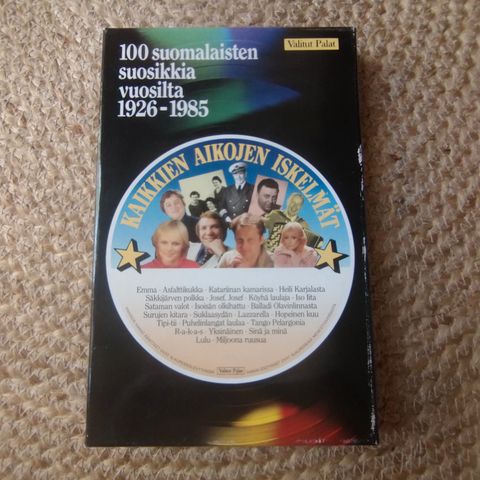 100 suomalaisten
suosikkia
vuosilta
1926-1985
Valitut Palat
KAIKKIEN AIKOJEN ISKELMÄT
Emma · Asfalttikukka · Katariinan kamarissa · Heili Karjalasta
Säkkijärven polkka · Josef, Josef · Köyhä laulaja · Iso Iita
Sataman valot · Isoisän olkihattu · Balladi Olavinlinnasta
Surujen kitara · Suklaasydän · Lazzarella · Hopeinen kuu
Tipi-tii · Puhelinlangat laulaa · Tango Pelargonia
R-a-k-a-s · Yksinäinen · Sinä ja minä
Lulu · Miljoona ruusua
Valitut Palat